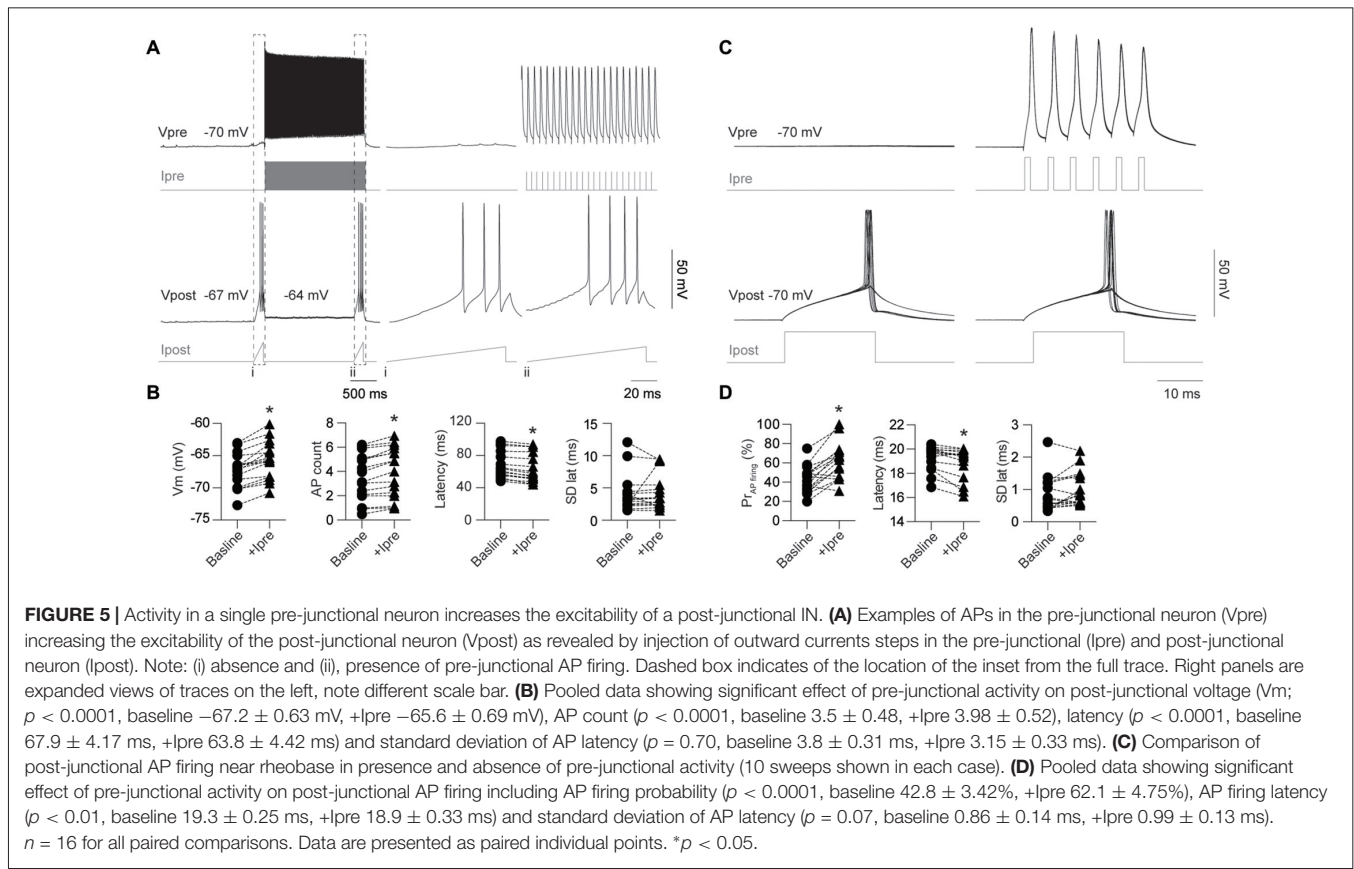 A
C
Vpre -70 mV
Vpre -70 mV
Ipre
Ipre
50 mV
50 mV
Vpost -67 mV
-64 mV
Vpost -70 mV
Ipost
Ipost
i
ii
i
ii
500 ms
20 ms
10 ms
B
D
Vm (mV)
-60
-65
-70
-75
*
Basline
+Ipre
AP count
8
6
4
2
0
*
Basline
+Ipre
Latency (ms)
120
80
40
0
*
Basline
+Ipre
SD lat (ms)
15
10
5
0
Basline
+Ipre
Pr AP firing (%)
100
80
60
40
20
0
*
Basline
+Ipre
Latency (ms)
22
20
18
16
14
*
Basline
+Ipre
SD lat (ms)
3
2
1
0
Basline
+Ipre
FIGURE 5 | Activity in a single pre-junctional neuron increases the excitability of a post-junctional IN. (A) Examples of APs in the pre-junctional neuron (Vpre)
increasing the excitability of the post-junctional neuron (Vpost) as revealed by injection of outward currents steps in the pre-junctional (Ipre) and post-junctional
neuron (Ipost). Note: (i) absence and (ii), presence of pre-junctional AP firing. Dashed box indicates of the location of the inset from the full trace. Right panels are
expanded views of traces on the left, note different scale bar. (B) Pooled data showing significant effect of pre-junctional activity on post-junctional voltage (Vm;
p < 0.0001, baseline −67.2 ± 0.63 mV, +Ipre −65.6 ± 0.69 mV), AP count (p < 0.0001, baseline 3.5 ± 0.48, +Ipre 3.98 ± 0.52), latency (p < 0.0001, baseline
67.9 ± 4.17 ms, +Ipre 63.8 ± 4.42 ms) and standard deviation of AP latency (p = 0.70, baseline 3.8 ± 0.31 ms, +Ipre 3.15 ± 0.33 ms). (C) Comparison of
post-junctional AP firing near rheobase in presence and absence of pre-junctional activity (10 sweeps shown in each case). (D) Pooled data showing significant
effect of pre-junctional activity on post-junctional AP firing including AP firing probability (p < 0.0001, baseline 42.8 ± 3.42%, +Ipre 62.1 ± 4.75%), AP firing latency
(p < 0.01, baseline 19.3 ± 0.25 ms, +Ipre 18.9 ± 0.33 ms) and standard deviation of AP latency (p = 0.07, baseline 0.86 ± 0.14 ms, +Ipre 0.99 ± 0.13 ms).
n = 16 for all paired comparisons. Data are presented as paired individual points. *p < 0.05.